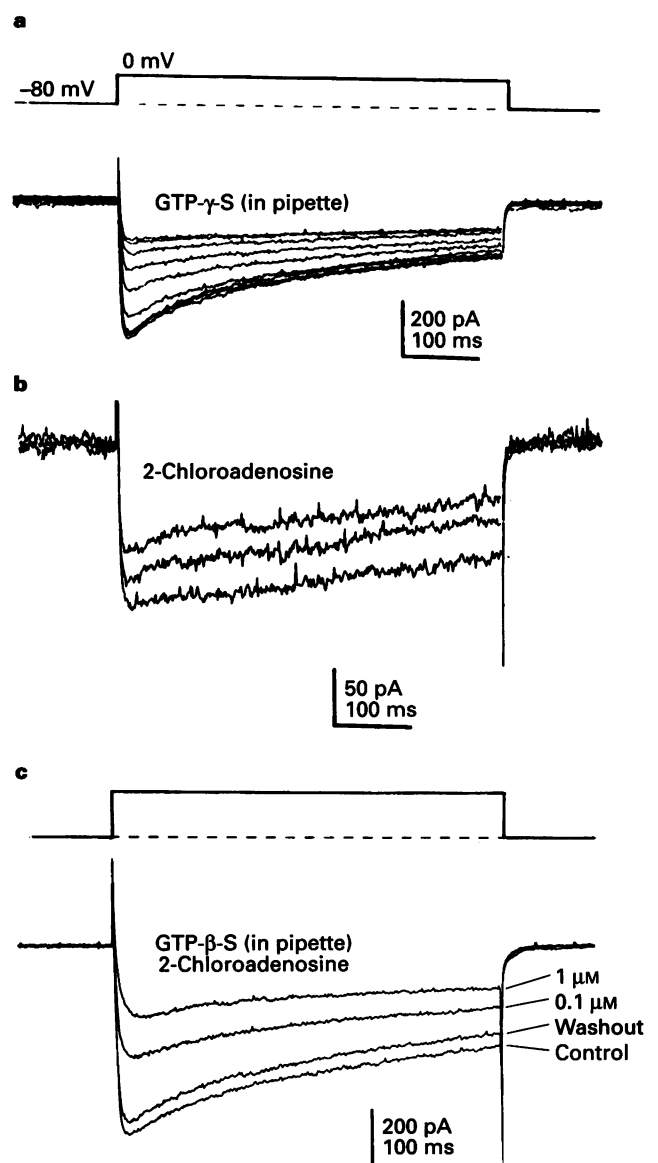 a
0 mV
–80 mV
GTP-γ-S (in pipette)
200 pA
100 ms
b
2-Chloroadenosine
50 pA
100 ms
c
GTP-β-S (in pipette)
2-Chloroadenosine
1 μM
0.1 μM
Washout
Control
200 pA
100 ms